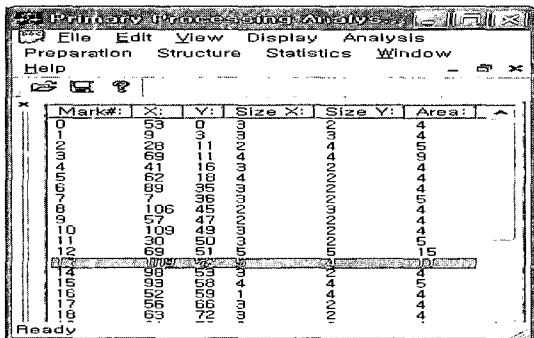 Primary Processing Analys...
File Edit View Display Analysis
Preparation Structure Statistics Window
Help
Mark#: X: Y: Size X: Size Y: Area:
0 53 0 3 2 4
1 9 3 3 3 4
2 28 11 2 4 5
3 69 11 4 4 9
4 41 16 3 2 4
5 62 18 4 2 5
6 89 35 3 2 4
7 7 36 3 2 5
8 106 45 2 3 4
9 57 47 2 2 4
10 109 49 3 2 4
11 30 50 3 2 5
12 69 51 5 5 15
14 98 53 3 2 4
15 93 58 4 4 5
16 52 59 1 4 4
17 56 66 3 2 4
18 63 72 3 2 4
Ready